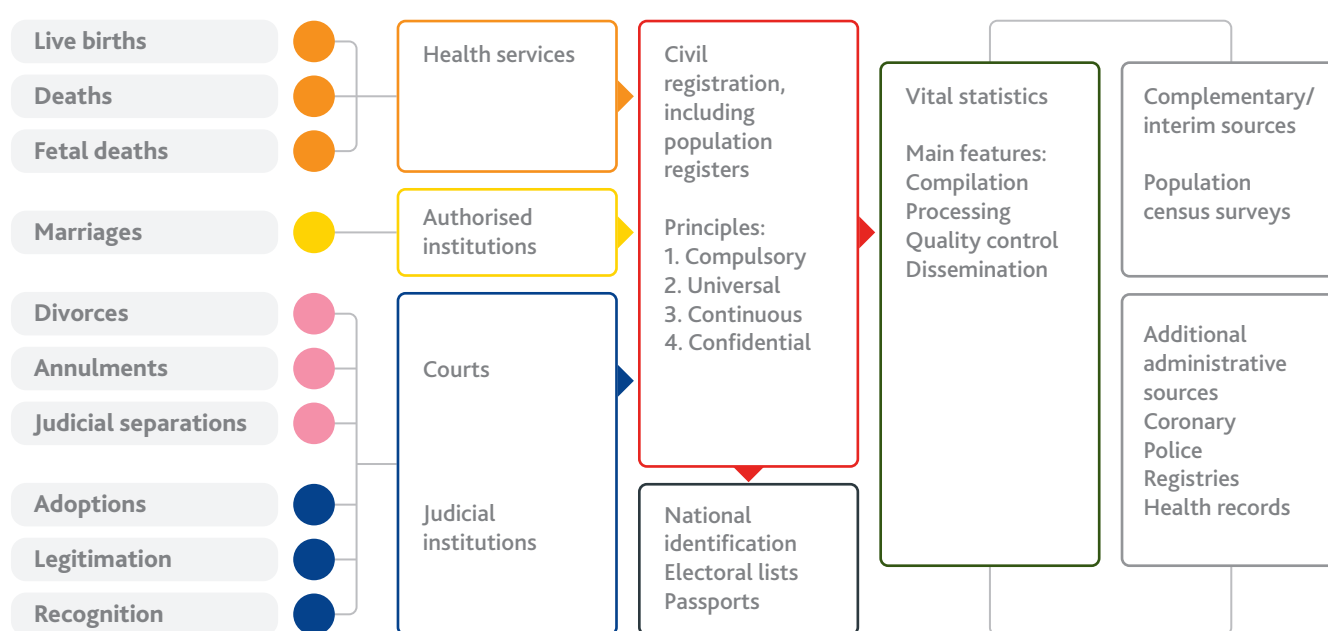 Live births
Deaths
Fetal deaths
Marriages
Divorces
Annulments
Judicial separations
Adoptions
Legitimation
Recognition
Health services
Authorised
institutions
Courts
Judicial
institutions
Civil
registration,
including
population
registers
Principles:
1. Compulsory
2. Universal
3. Continuous
4. Confidential
National
identification
Electoral lists
Passports
Vital statistics
Main features:
Compilation
Processing
Quality control
Dissemination
Complementary/
interim sources
Population
census surveys
Additional
administrative
sources
Coronary
Police
Registries
Health records